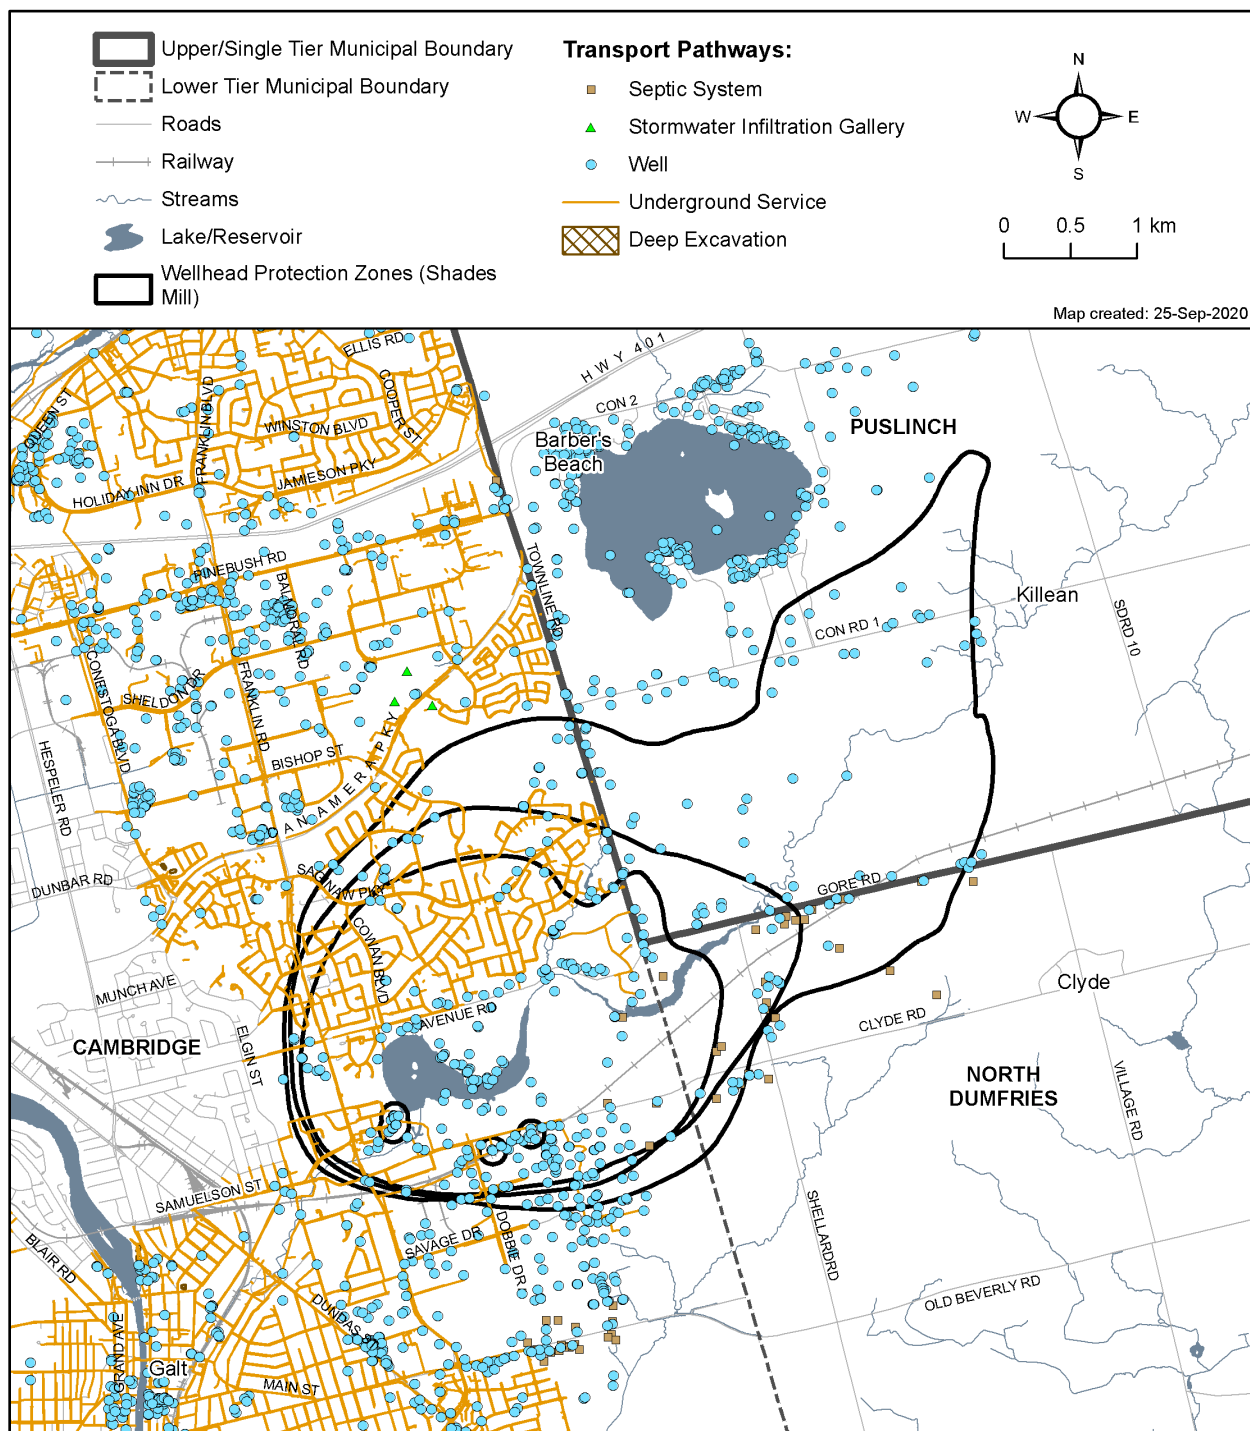 Upper/Single Tier Municipal Boundary
Lower Tier Municipal Boundary
Roads
Railway
Streams
Lake/Reservoir
Wellhead Protection Zones (Shades
Mill)
Transport Pathways:
Septic System
Stormwater Infiltration Gallery
Well
Underground Service
Deep Excavation
N
W
E
S
0 0.5 1 km
Map created: 25-Sep-2020
ELLIS RD
HWY 401
COOPER ST
CON 2
QUEEN ST
FRANKLIN BLVD
WINSTON BLVD
PUSLINCH
Barber's
Beach
JAMIESON PKY
HOLIDAY INN DR
PINEBUSH RD
TOWNLINE RD
BALMORAL RD
Killean
SDRD 10
CON RD 1
CONESTOGA BLVD
SHELDON DR
FRANKLIN RD
HESPELER RD
BISHOP ST
CANAMERA PKY
DUNBAR RD
SAGINAW PKY
GORE RD
COWAN BLVD
MUNCH AVE
Clyde
AVENUE RD
CLYDE RD
ELGIN ST
CAMBRIDGE
NORTH
DUMFRIES
VILLAGE RD
SAMUELSON ST
SHELLARD RD
DOBBIE DR
SAVAGE DR
BLAIR RD
OLD BEVERLY RD
DUNDAS ST
GRAND AVE
Galt
MAIN ST